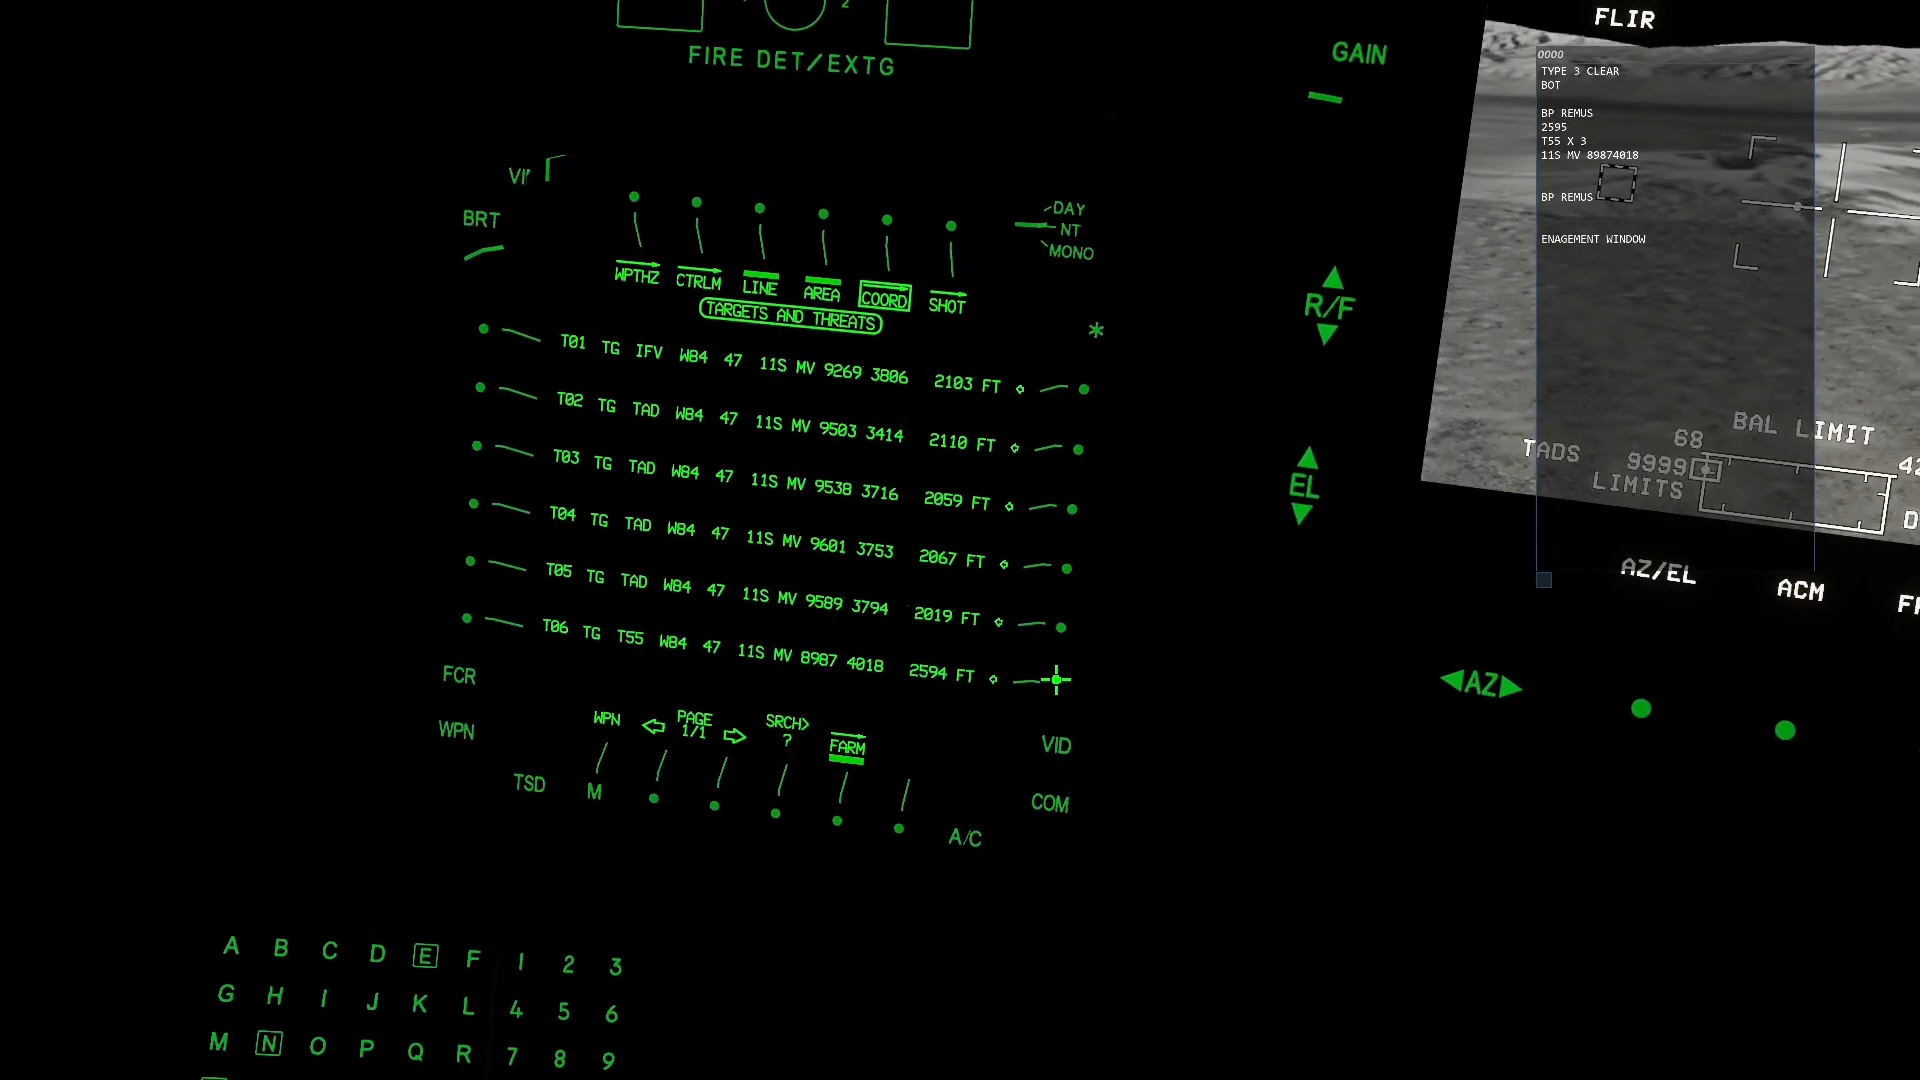 2
FIRE DET/EXTG
GAIN
FLIR
0000
TYPE 3 CLEAR
BOT
BP REMUS
2595
T55 X 3
11S MV 89874018
BP REMUS
ENAGEMENT WINDOW
BRT
DAY
NT
MONO
WPTHZ CTRLM LINE AREA COORD SHOT
TARGETS AND THREATS
*
R/F
EL
T01 TG IFV W84 47 11S MV 9269 3806 2103 FT
T02 TG TAD W84 47 11S MV 9503 3414 2110 FT
T03 TG TAD W84 47 11S MV 9538 3716 2059 FT
T04 TG TAD W84 47 11S MV 9601 3753 2067 FT
T05 TG TAD W84 47 11S MV 9589 3794 2019 FT
T06 TG T55 W84 47 11S MV 8987 4018 2594 FT
BAL LIMIT
68
TADS 9999
LIMITS
AZ/EL ACM
AZ
FCR
WPN
WPN PAGE SRCH>
1/1 ? FARM
VID
TSD M
COM
A/C
A B C D E F 1 2 3
G H I J K L 4 5 6
M N O P Q R 7 8 9